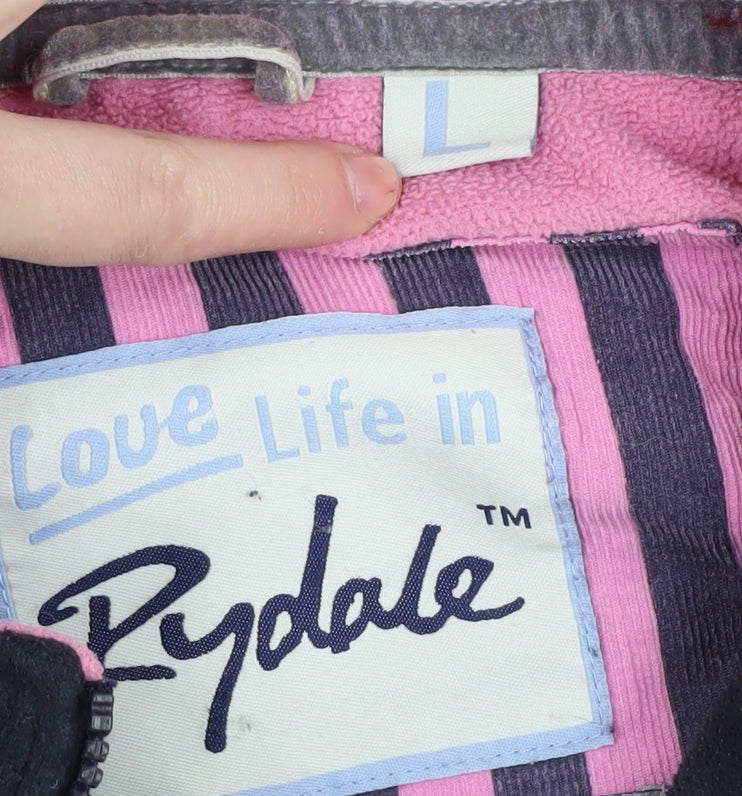 L
Love Life in
Rydale™